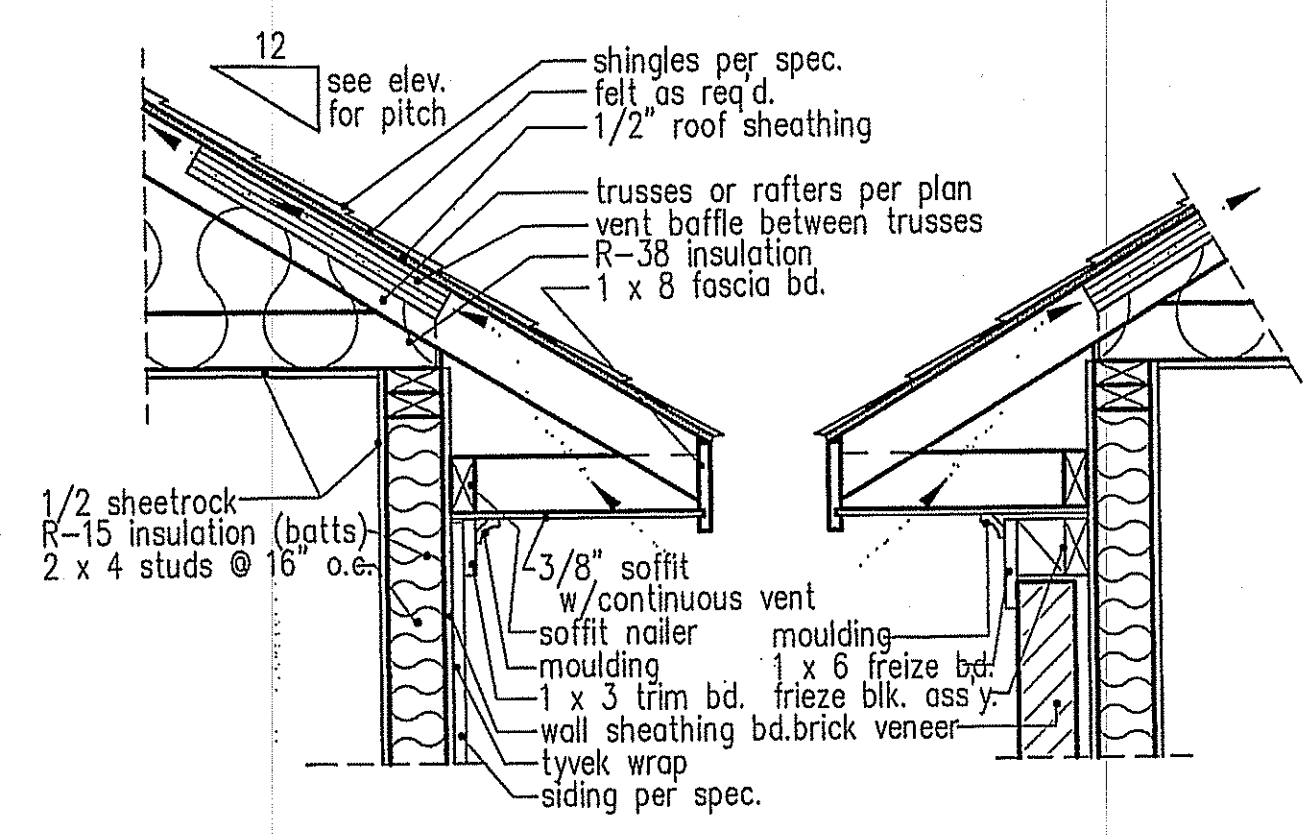 12
see elev.
for pitch
shingles per spec.
felt as req'd.
1/2" roof sheathing
trusses or rafters per plan
vent baffle between trusses
R-38 insulation
1 x 8 fascia bd.
1/2 sheetrock
R-15 insulation (batts)
2 x 4 studs @ 16" o.c.
3/8" soffit
w/continuous vent
soffit nailer
moulding
1 x 3 trim bd.
wall sheathing bd.
tyvek wrap
siding per spec.
moulding
1 x 6 freize bd.
frieze blk. ass'y.
brick veneer